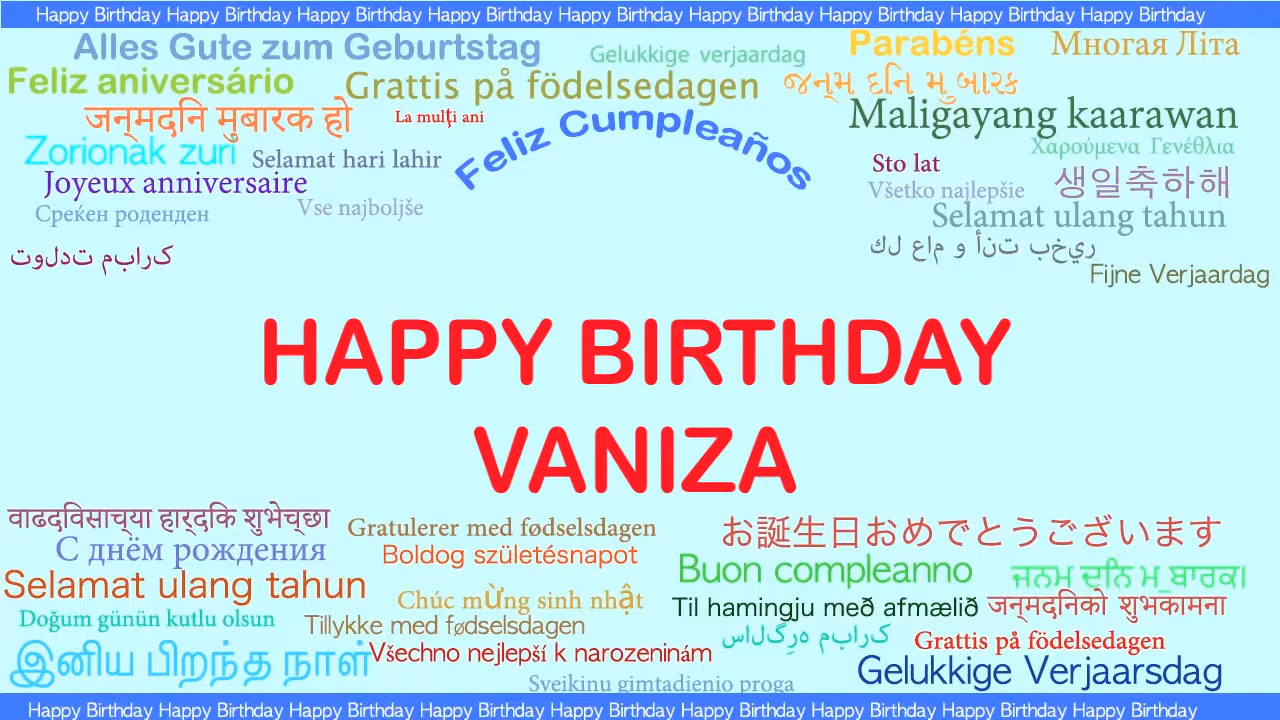 Happy Birthday Happy Birthday Happy Birthday Happy Birthday Happy Birthday Happy Birthday Happy Birthday Happy Birthday Happy Birthday
Alles Gute zum Geburtstag
Gelukkige verjaardag
Parabéns
Многая Літа
Feliz aniversário
Grattis på födelsedagen
જન્મ દનિ મુબારક
जन्मदनि मुबारक हो
La mulţi ani
Feliz Cumpleaños
Maligayang kaarawan
Zorionak zuri
Selamat hari lahir
Χαρούμενα Γενέθλια
Sto lat
Joyeux anniversaire
Všetko najlepšie
생일축하해
Среќен роденден
Vse najboljše
Selamat ulang tahun
تولدت مبارک
كل عام و أنت بخير
Fijne Verjaardag
HAPPY BIRTHDAY
VANIZA
वाढदविसाच्या हार्दकि शुभेच्छा
Gratulerer med fødselsdagen
お誕生日おめでとうございます
С днём рождения
Boldog születésnapot
Buon compleanno
ਜਨਮ ਦਨਿ ਮੁਬਾਰਕ।
Selamat ulang tahun
Chúc mừng sinh nhật
Til hamingju með afmælið
जन्मदनिको शुभकामना
Doğum günün kutlu olsun
Tillykke med fødselsdagen
سالگرہ مبارک
Grattis på födelsedagen
இனிய பிறந்த நாள்
Všechno nejlepší k narozeninám
Gelukkige Verjaarsdag
Sveikinu gimtadienio proga
Happy Birthday Happy Birthday Happy Birthday Happy Birthday Happy Birthday Happy Birthday Happy Birthday Happy Birthday Happy Birthday